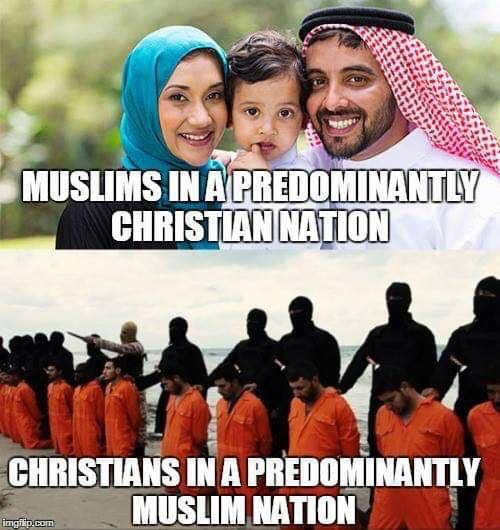 MUSLIMS IN A PREDOMINANTLY
CHRISTIAN NATION
CHRISTIANS IN A PREDOMINANTLY
MUSLIM NATION
imgflip.com